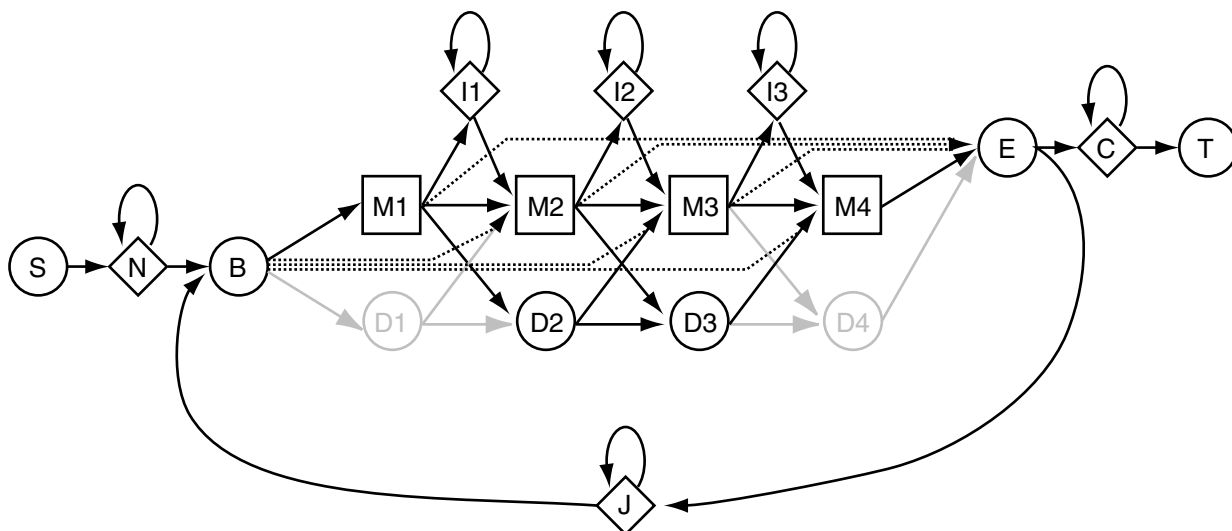 I1 I2 I3
E C T
M1 M2 M3 M4
S N B
D1 D2 D3 D4
J